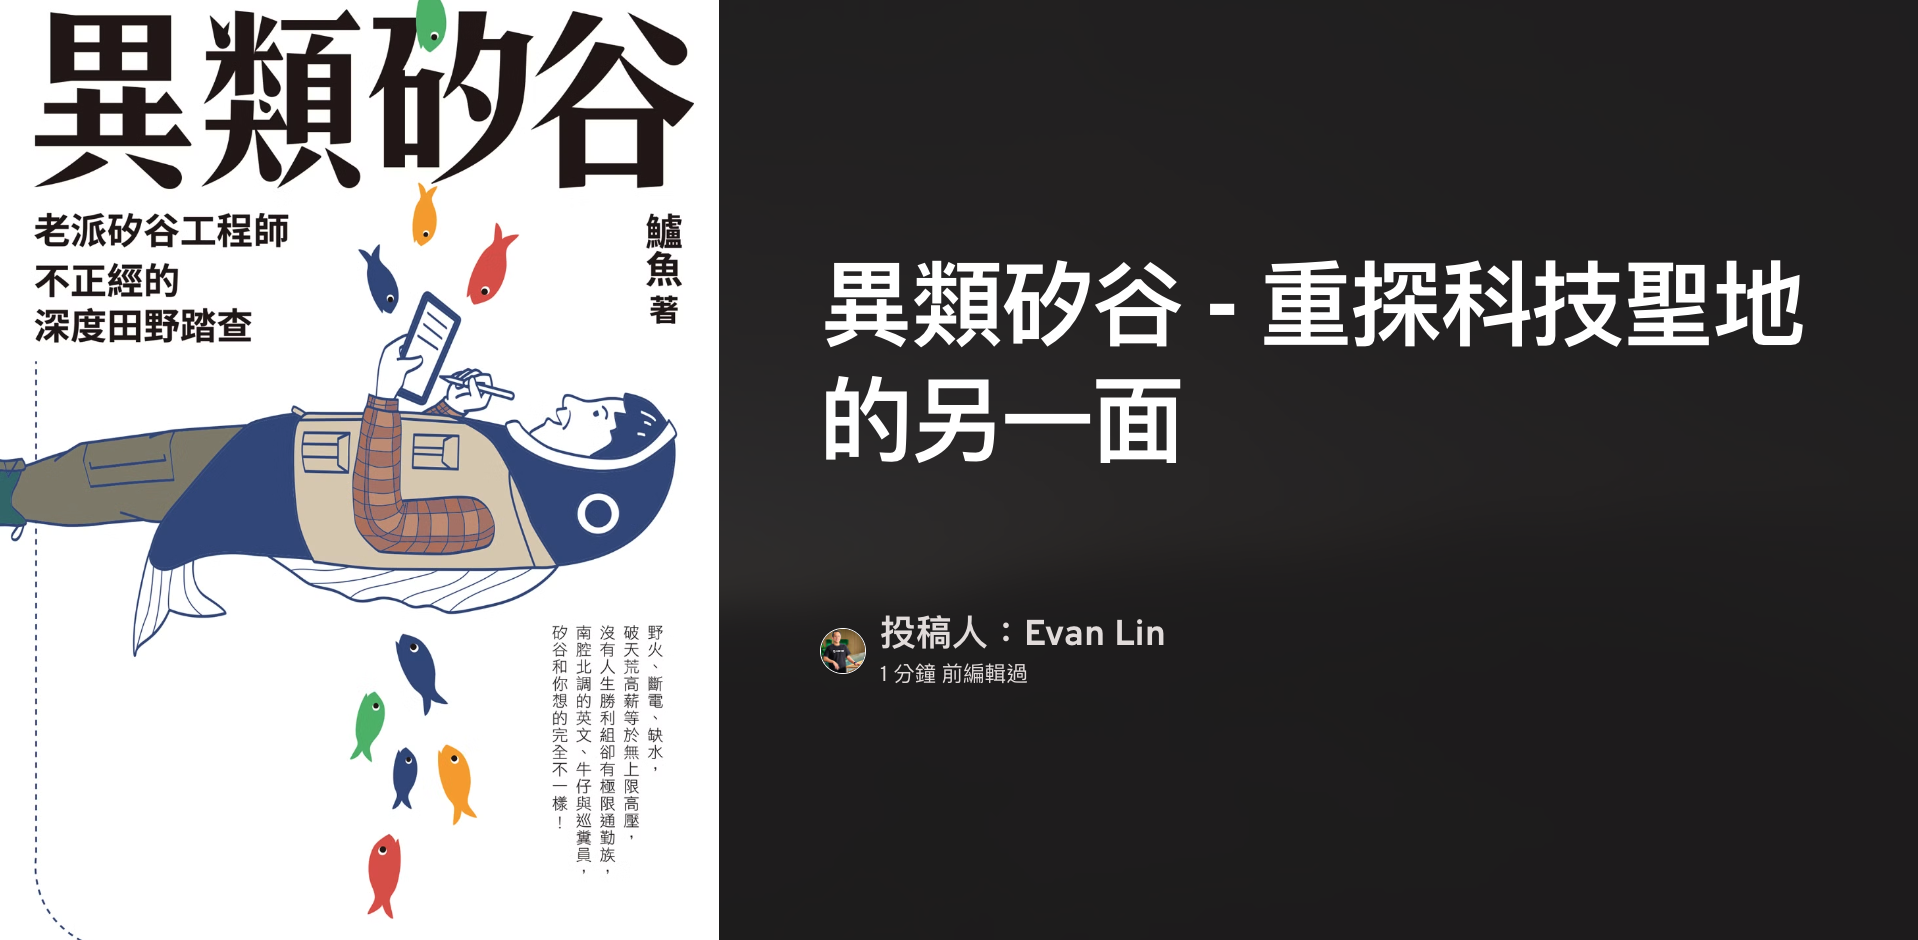 異類矽谷
老派矽谷工程師
不正經的
深度田野踏查
鱸魚 著
野火、斷電、缺水，
破天荒高薪等於無上限高壓，
沒有人生勝利組卻有極限通勤族，
南腔北調的英文、牛仔與巡糞員，
矽谷和你想的完全不一樣！
異類矽谷 - 重探科技聖地
的另一面
投稿人：Evan Lin
1 分鐘 前編輯過